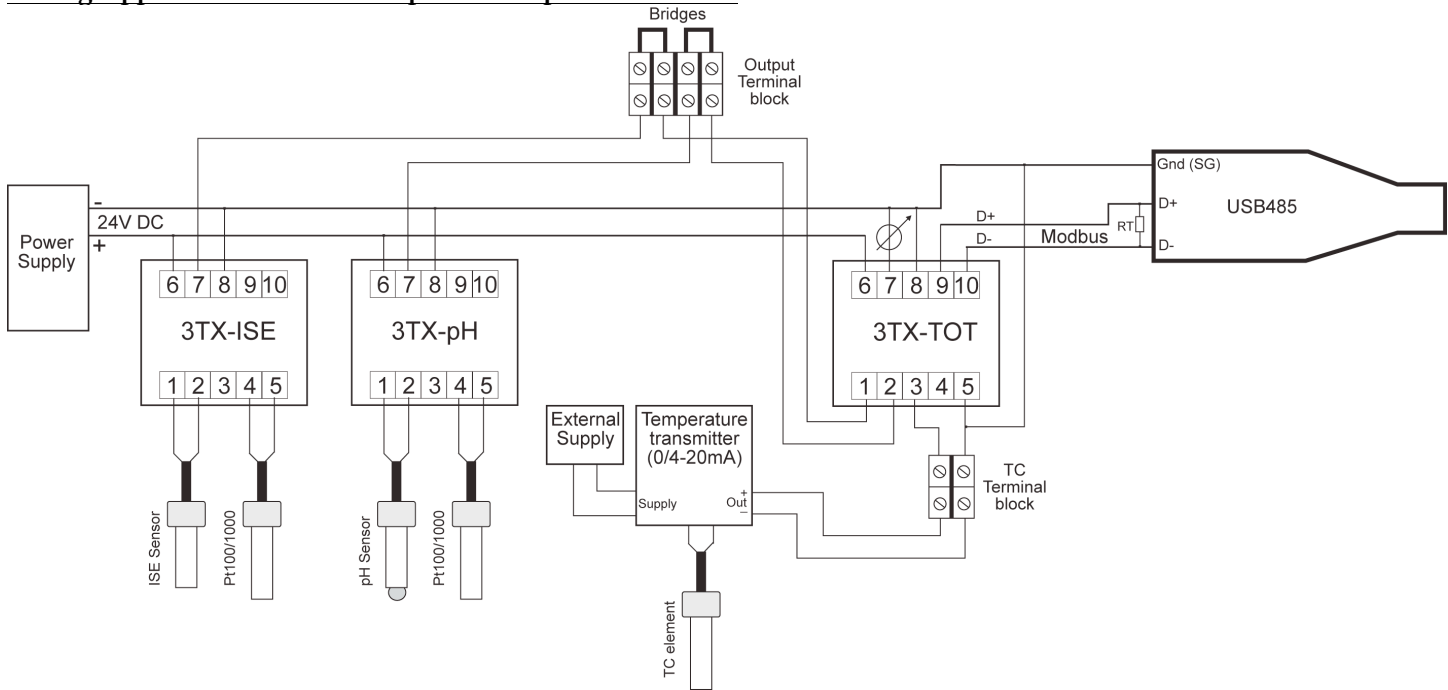 Bridges
Output
Terminal
block
Gnd (SG)
D+
RT
D-
USB485
-
24V DC
+
Power
Supply
D+
D-
Modbus
6 7 8 9 10
3TX-ISE
1 2 3 4 5
6 7 8 9 10
3TX-pH
1 2 3 4 5
6 7 8 9 10
3TX-TOT
1 2 3 4 5
External
Supply
Temperature
transmitter
(0/4-20mA)
Supply
+
Out
–
TC
Terminal
block
ISE Sensor
Pt100/1000
pH Sensor
Pt100/1000
TC element